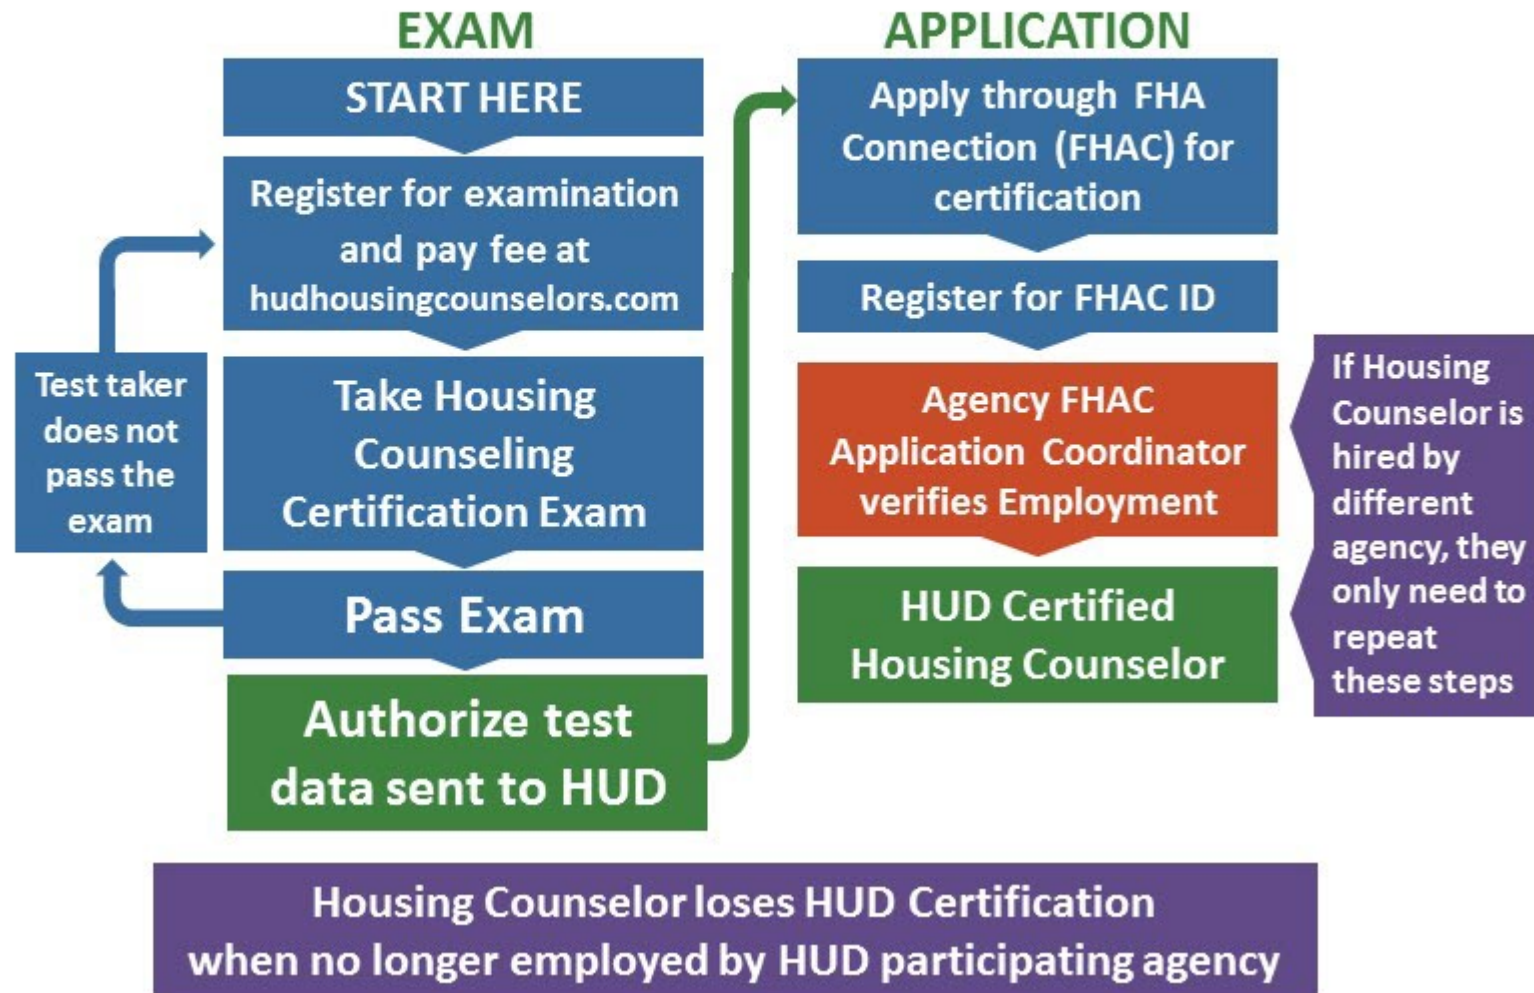 EXAM
START HERE
Register for examination
and pay fee at
hudhousingcounselors.com
Take Housing
Counseling
Certification Exam
Pass Exam
Test taker
does not
pass the
exam
Authorize test
data sent to HUD
APPLICATION
Apply through FHA
Connection (FHAC) for
certification
Register for FHAC ID
Agency FHAC
Application Coordinator
verifies Employment
HUD Certified
Housing Counselor
If Housing
Counselor is
hired by
different
agency, they
only need to
repeat
these steps
Housing Counselor loses HUD Certification
when no longer employed by HUD participating agency